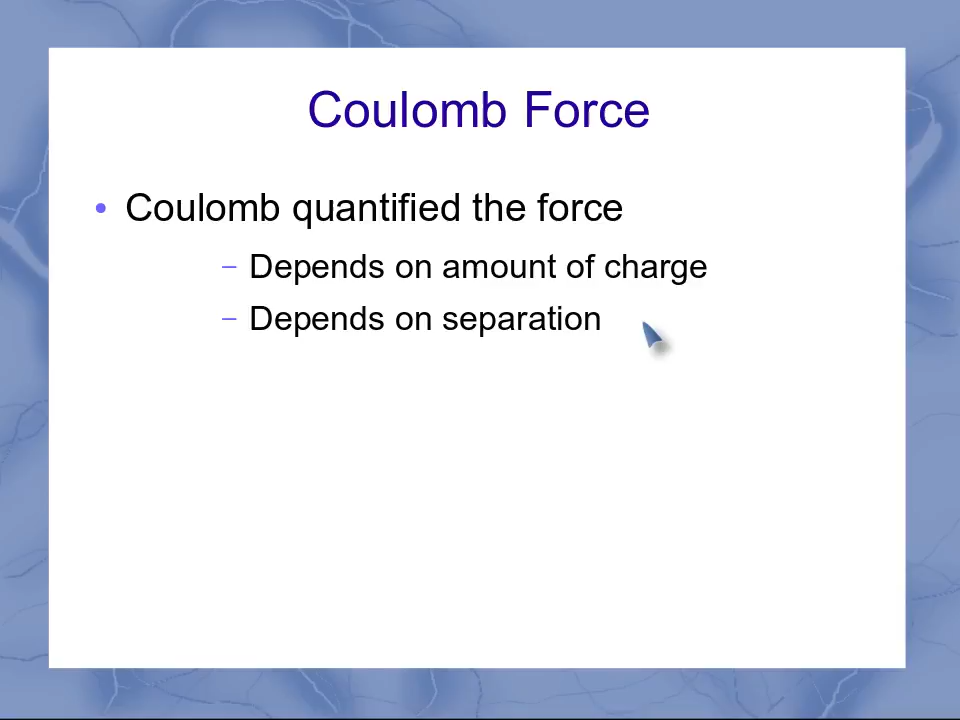 Coulomb Force
• Coulomb quantified the force
– Depends on amount of charge
– Depends on separation